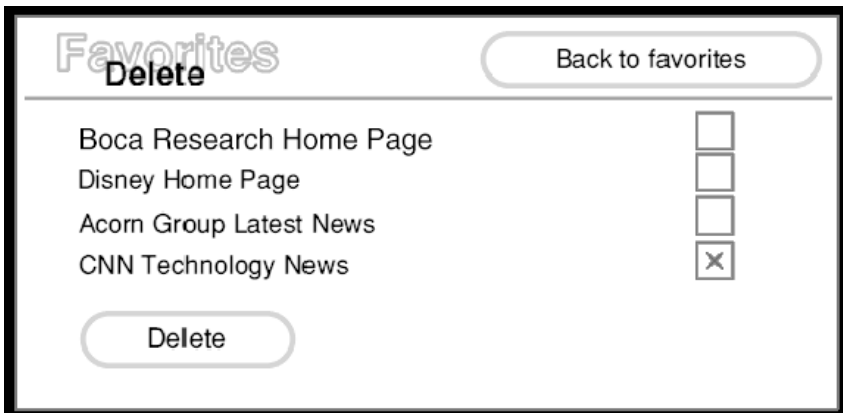 Favorites
Delete
Back to favorites
Boca Research Home Page
Disney Home Page
Acorn Group Latest News
CNN Technology News
Delete